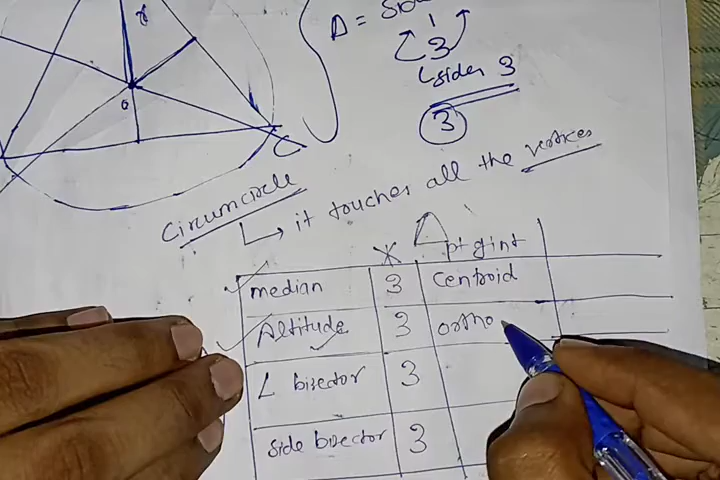 Δ =
3
sides 3
3
C
Circumcircle
it touches all the vertices
pt of int
median 3 Centroid
Altitude 3 ortho
∠ bisector 3
side bisector 3